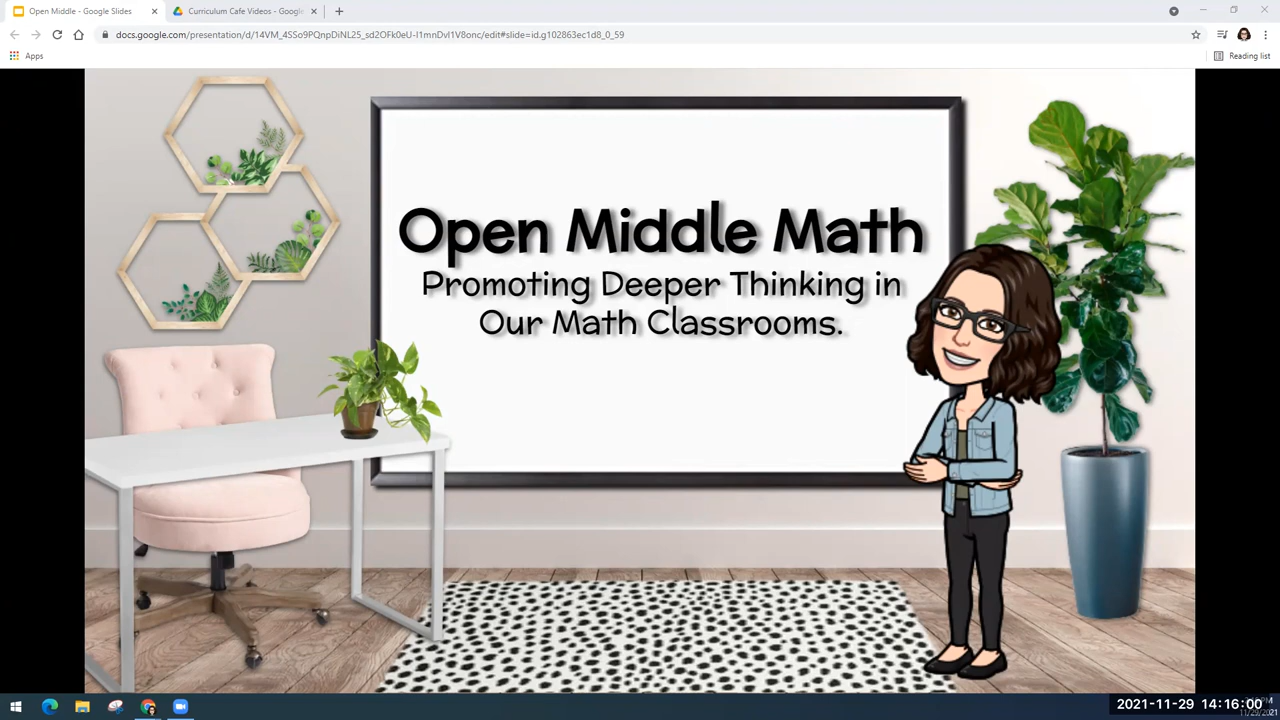 Open Middle - Google Slides
Curriculum Cafe Videos - Google
docs.google.com/presentation/d/14VM_4SSo9PQnpDiNL25_sd2OFk0eU-I1mnDvI1V8onc/edit#slide=id.g102863ec1d8_0_59
Apps
Reading list
Open Middle Math
Promoting Deeper Thinking in
Our Math Classrooms.
2021-11-29 14:16:00